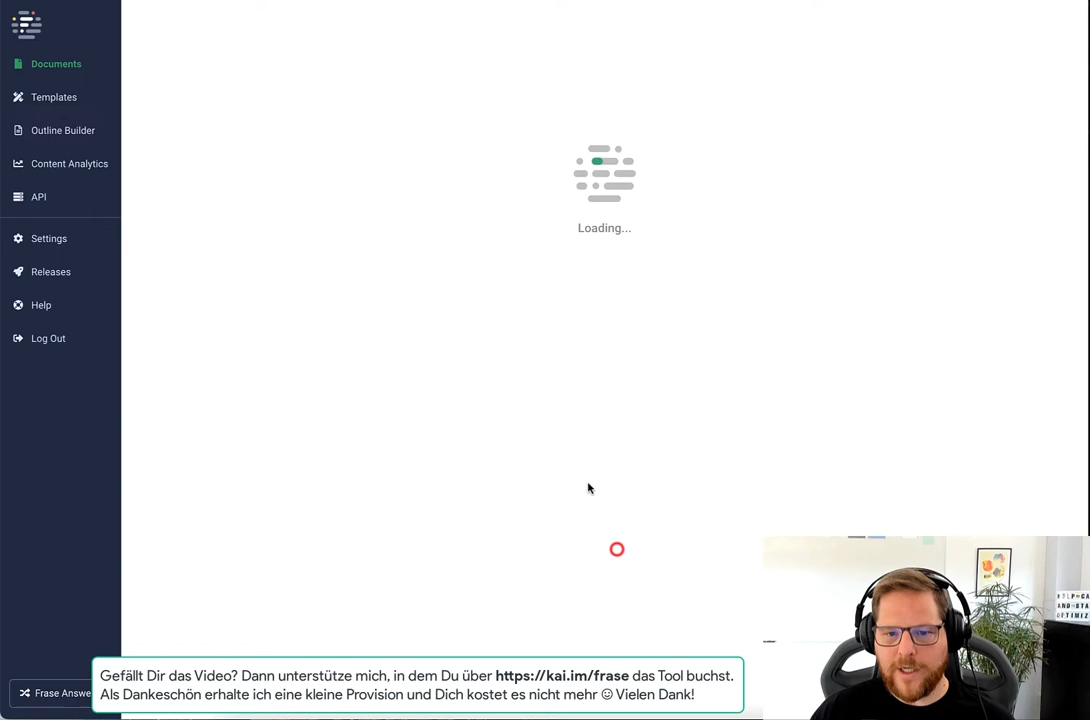 Documents
Templates
Outline Builder
Content Analytics
API
Settings
Releases
Help
Log Out
Loading...
Frase Answe
Gefällt Dir das Video? Dann unterstütze mich, in dem Du über https://kai.im/frase das Tool buchst.
Als Dankeschön erhalte ich eine kleine Provision und Dich kostet es nicht mehr ☺ Vielen Dank!